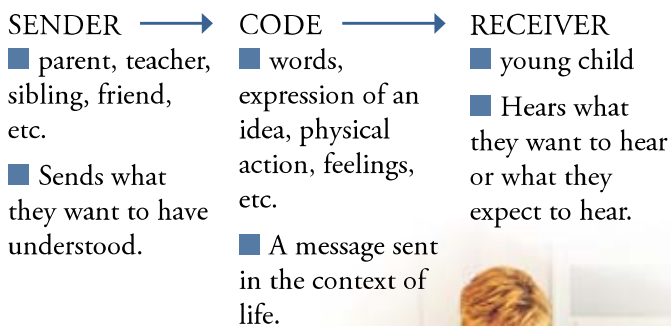 SENDER
parent, teacher,
sibling, friend,
etc.
Sends what
they want to have
understood.
CODE
words,
expression of an
idea, physical
action, feelings,
etc.
A message sent
in the context of
life.
RECEIVER
young child
Hears what
they want to hear
or what they
expect to hear.